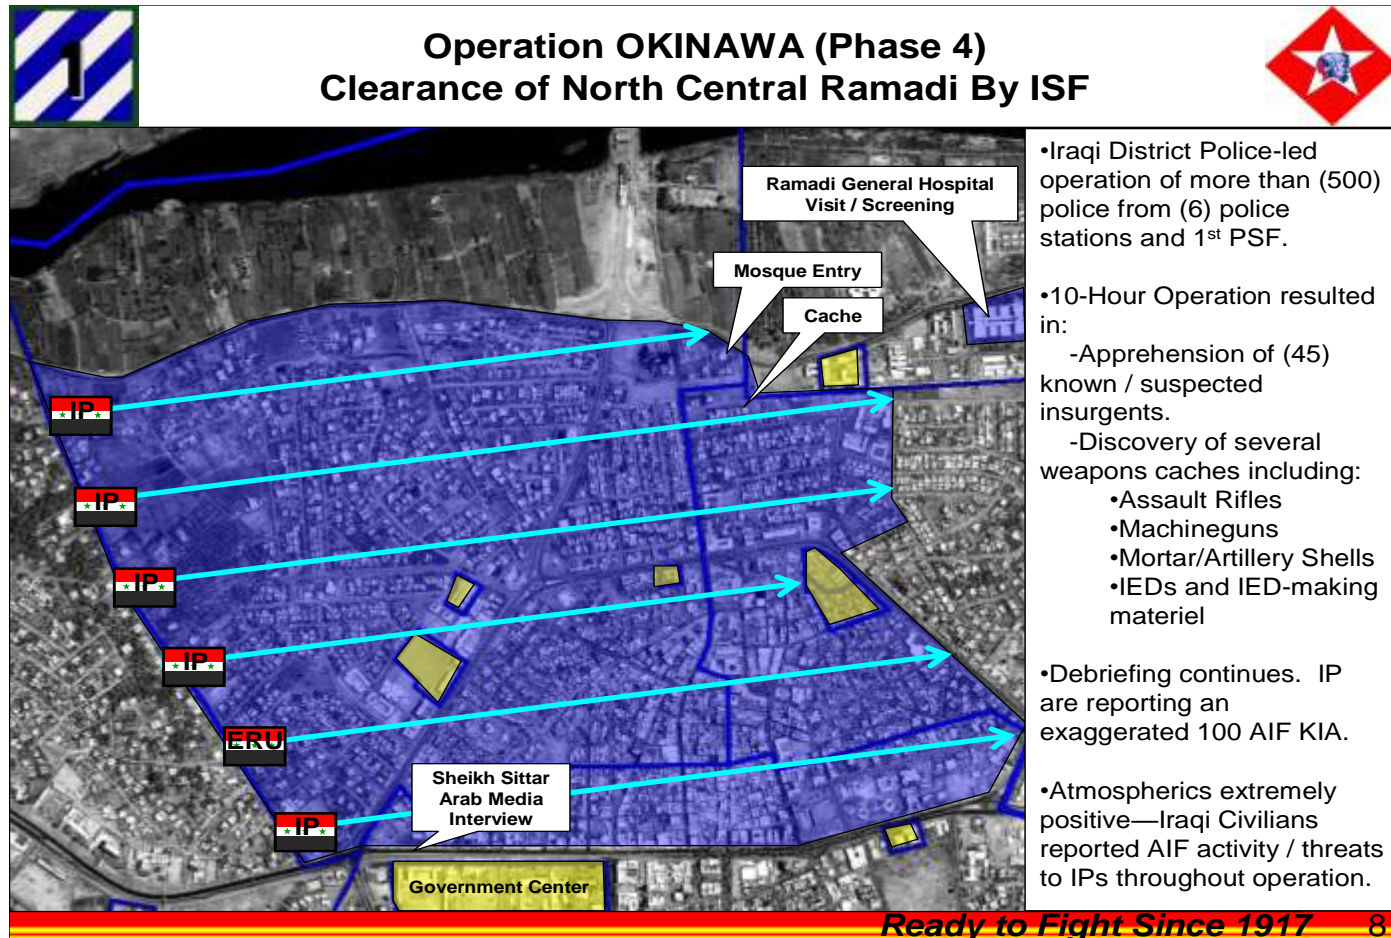 1
Operation OKINAWA (Phase 4)
Clearance of North Central Ramadi By ISF
Ramadi General Hospital
Visit / Screening
Mosque Entry
Cache
IP
IP
IP
IP
ERU
IP
Sheikh Sittar
Arab Media
Interview
Government Center
•Iraqi District Police-led
operation of more than (500)
police from (6) police
stations and 1st PSF.
•10-Hour Operation resulted
in:
-Apprehension of (45)
known / suspected
insurgents.
-Discovery of several
weapons caches including:
•Assault Rifles
•Machineguns
•Mortar/Artillery Shells
•IEDs and IED-making
materiel
•Debriefing continues.  IP
are reporting an
exaggerated 100 AIF KIA.
•Atmospherics extremely
positive—Iraqi Civilians
reported AIF activity / threats
to IPs throughout operation.
Ready to Fight Since 1917
8